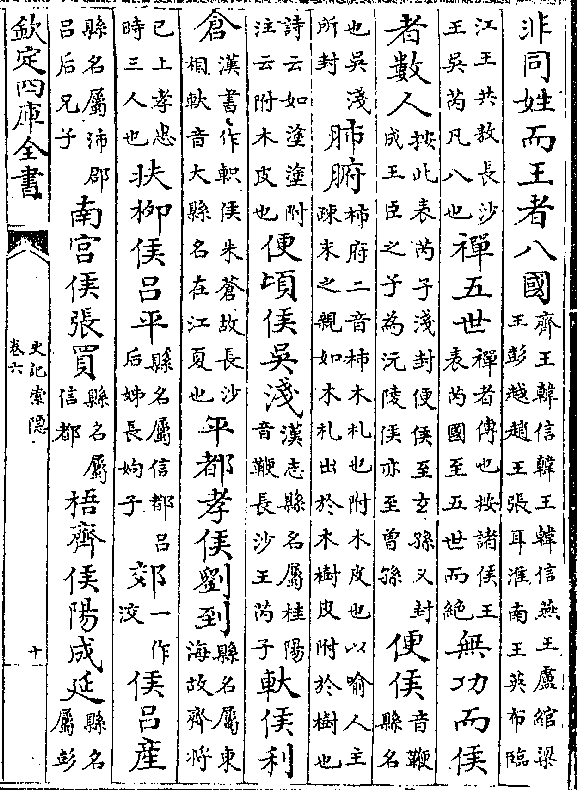 非同姓而王者八國齊王韓信韓王韓信燕王盧綰梁王彭越趙王張耳淮南王英布臨
江王共敖長沙王吳芮凡八也禪五世禪者傳也按諸侯王表芮國至五世而絶無功而侯
者數人按此表芮子淺封便侯至玄孫又封成王臣之子為沅陵侯亦至曾孫便侯音鞭縣名
也吳淺所封肺腑柿府二音柿木札也附木皮也以喻人主疎末之親如木札出於木樹皮附於樹也
詩云如塗塗附注云附木皮也便頃侯吳淺漢志縣名屬桂陽音鞭長沙王芮子軑侯利
倉漢書作軹侯朱蒼故長沙相軑音大縣名在江夏也平都孝侯劉到縣名屬東海故齊將
已上孝惠時三人也扶柳侯呂平縣名屬信都呂后姊長姁子郊一作洨侯呂產
縣名屬沛郡呂后兄子南宮侯張買縣名屬信都梧齊侯陽成延縣名屬彭
欽定四庫全書
史記索隱
卷六
十